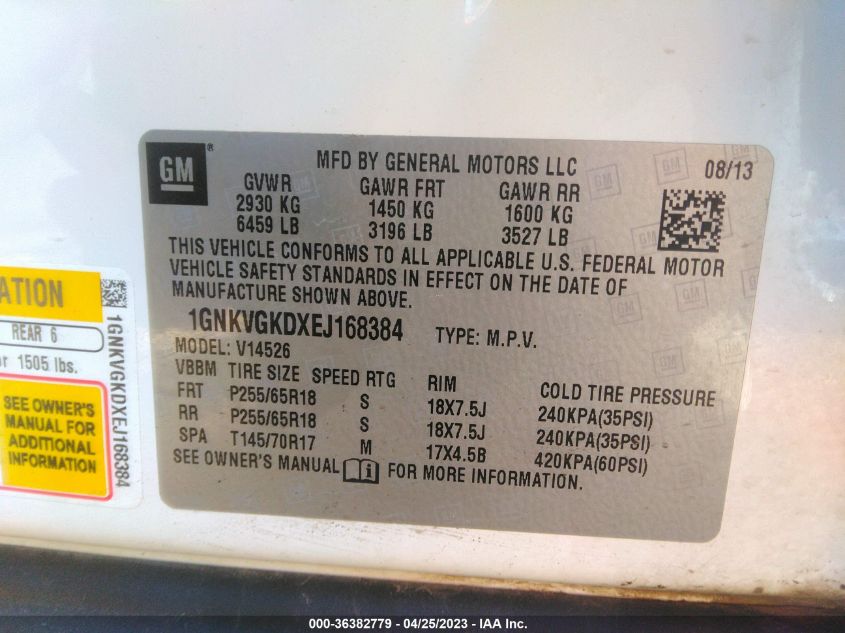 GM ®
MFD BY GENERAL MOTORS LLC
08/13
GVWR GAWR FRT GAWR RR
2930 KG 1450 KG 1600 KG
6459 LB 3196 LB 3527 LB
THIS VEHICLE CONFORMS TO ALL APPLICABLE U.S. FEDERAL MOTOR
VEHICLE SAFETY STANDARDS IN EFFECT ON THE DATE OF
MANUFACTURE SHOWN ABOVE.
1GNKVGKDXEJ168384 TYPE: M.P.V.
MODEL: V14526
VBBM TIRE SIZE SPEED RTG RIM COLD TIRE PRESSURE
FRT P255/65R18 S 18X7.5J 240KPA(35PSI)
RR P255/65R18 S 18X7.5J 240KPA(35PSI)
SPA T145/70R17 M 17X4.5B 420KPA(60PSI)
SEE OWNER'S MANUAL i FOR MORE INFORMATION.
ATION
REAR 6
or 1505 lbs.
SEE OWNER'S
MANUAL FOR
ADDITIONAL
INFORMATION
1GNKVGKDXEJ168384
000-36382779 - 04/25/2023 - IAA Inc.